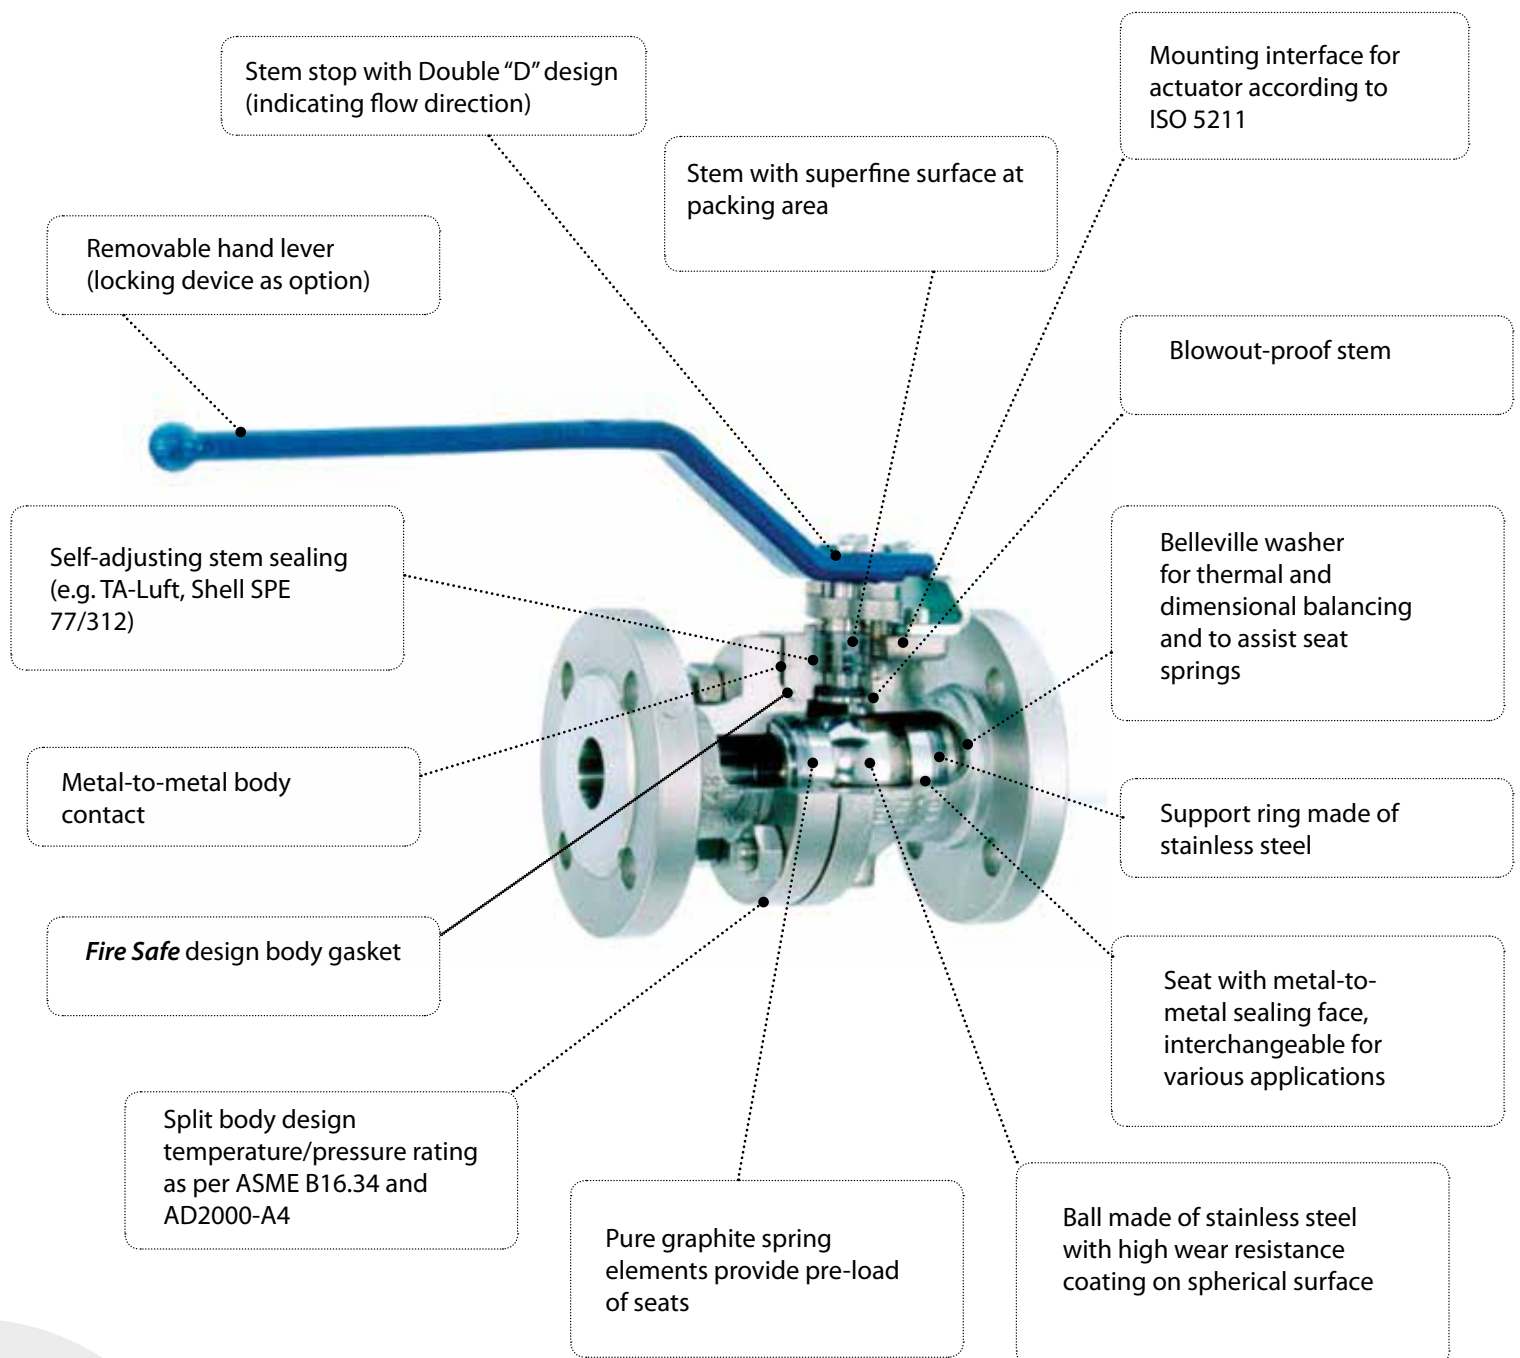 Stem stop with Double “D” design
(indicating flow direction)
Mounting interface for
actuator according to
ISO 5211
Stem with superfine surface at
packing area
Removable hand lever
(locking device as option)
Blowout-proof stem
Self-adjusting stem sealing
(e.g. TA-Luft, Shell SPE
77/312)
Belleville washer
for thermal and
dimensional balancing
and to assist seat
springs
Metal-to-metal body
contact
Support ring made of
stainless steel
Fire Safe design body gasket
Seat with metal-to-
metal sealing face,
interchangeable for
various applications
Split body design
temperature/pressure rating
as per ASME B16.34 and
AD2000-A4
Pure graphite spring
elements provide pre-load
of seats
Ball made of stainless steel
with high wear resistance
coating on spherical surface